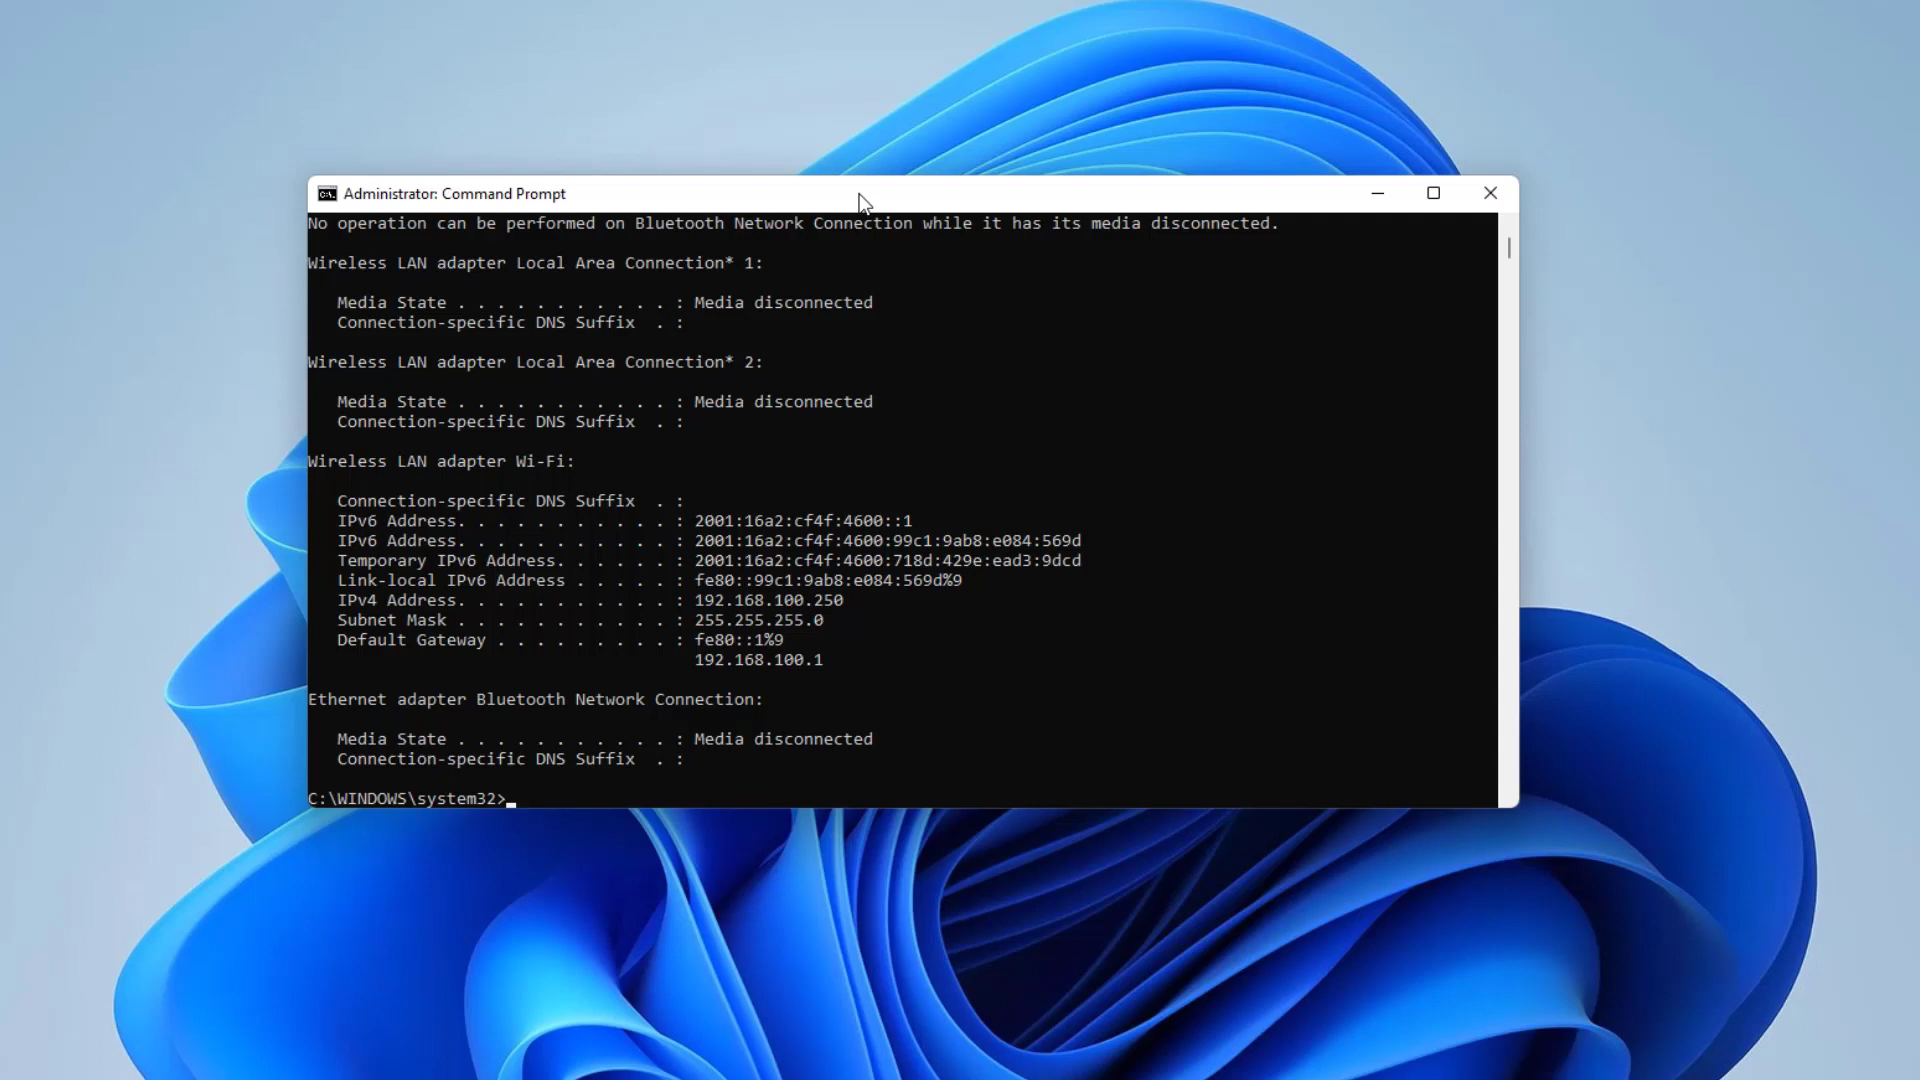 Administrator: Command Prompt
No operation can be performed on Bluetooth Network Connection while it has its media disconnected.
Wireless LAN adapter Local Area Connection* 1:
Media State . . . . . . . . . . . : Media disconnected
Connection-specific DNS Suffix  . :
Wireless LAN adapter Local Area Connection* 2:
Media State . . . . . . . . . . . : Media disconnected
Connection-specific DNS Suffix  . :
Wireless LAN adapter Wi-Fi:
Connection-specific DNS Suffix  . :
IPv6 Address. . . . . . . . . . . : 2001:16a2:cf4f:4600::1
IPv6 Address. . . . . . . . . . . : 2001:16a2:cf4f:4600:99c1:9ab8:e084:569d
Temporary IPv6 Address. . . . . . : 2001:16a2:cf4f:4600:718d:429e:ead3:9dcd
Link-local IPv6 Address . . . . . : fe80::99c1:9ab8:e084:569d%9
IPv4 Address. . . . . . . . . . . : 192.168.100.250
Subnet Mask . . . . . . . . . . . : 255.255.255.0
Default Gateway . . . . . . . . . : fe80::1%9
192.168.100.1
Ethernet adapter Bluetooth Network Connection:
Media State . . . . . . . . . . . : Media disconnected
Connection-specific DNS Suffix  . :
C:\WINDOWS\system32>